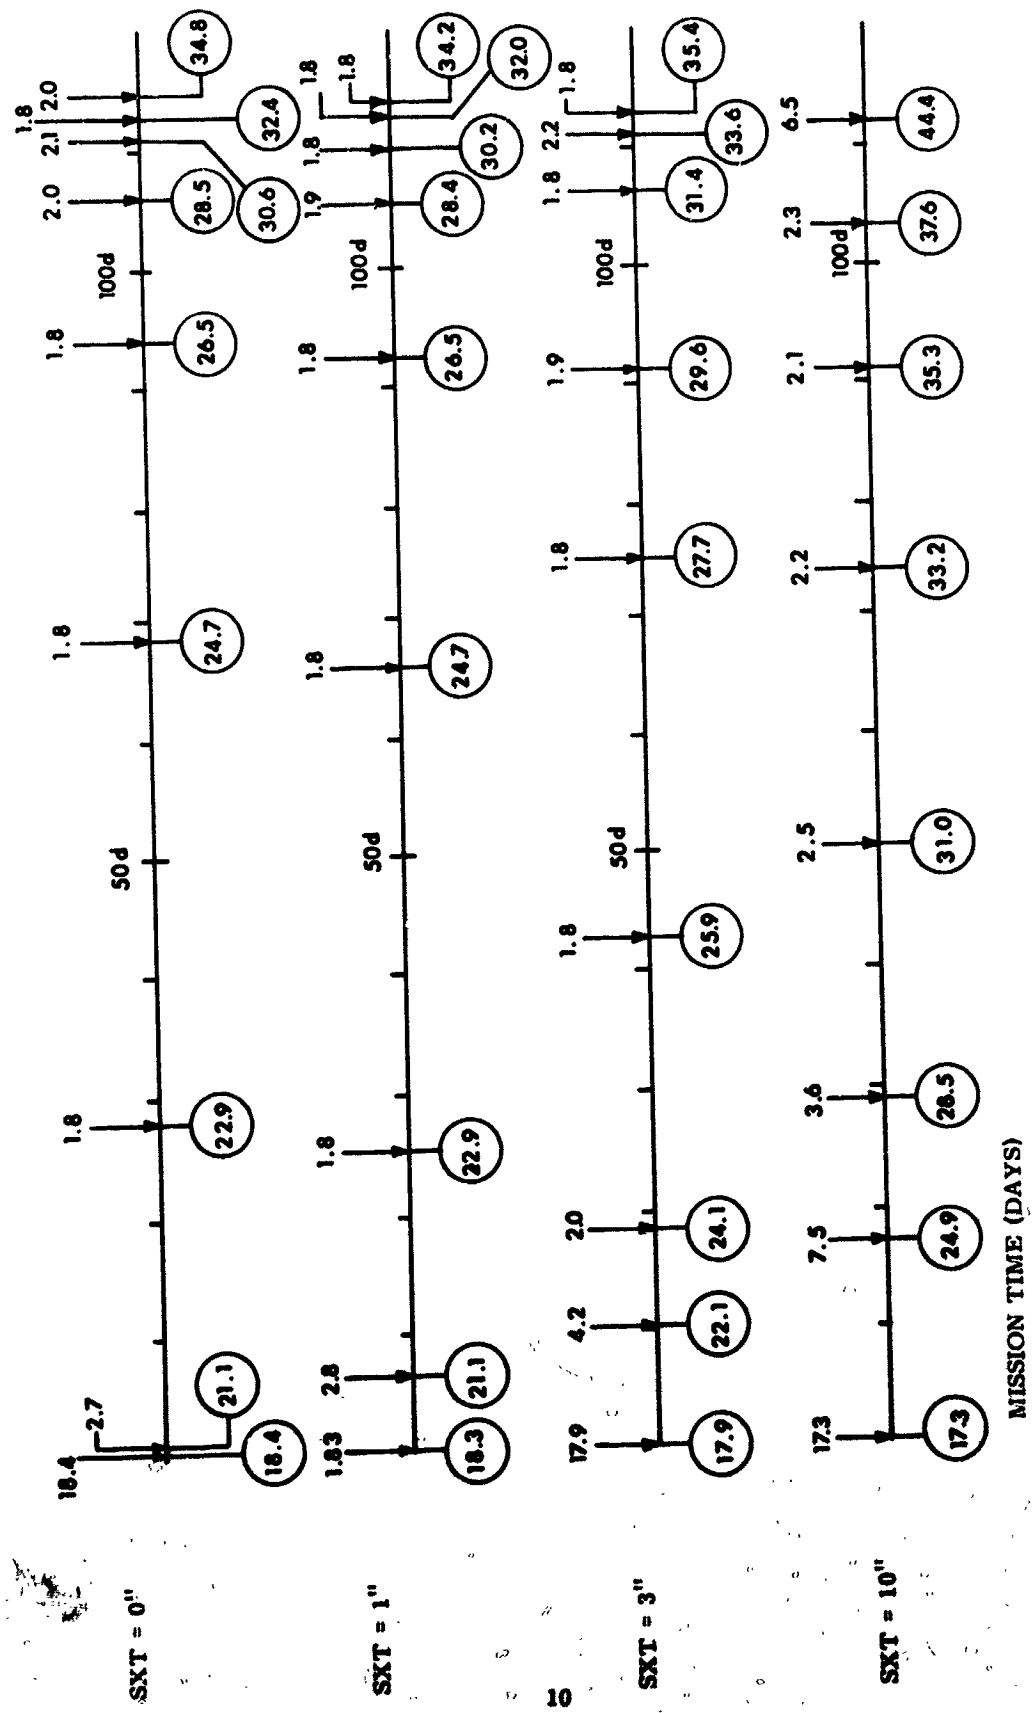 SXT = 0"
18.4 2.7 1.8 1.8 1.8 2.0 2.1 1.8 2.0
50d 100d
18.4 21.1 22.9 24.7 26.5 28.5 30.6 32.4 34.8
SXT = 1"
1.83 2.8 1.8 1.8 1.8 1.9 1.8 1.8 1.8
50d 100d
18.3 21.1 22.9 24.7 26.5 28.4 30.2 32.0 34.2
SXT = 3"
17.9 4.2 2.0 1.8 1.8 1.9 1.8 2.2 1.8
50d 100d
17.9 22.1 24.1 25.9 27.7 29.6 31.4 33.6 35.4
SXT = 10"
17.3 7.5 3.6 2.5 2.2 2.1 2.3 6.5
100d
17.3 24.9 28.5 31.0 33.2 35.3 37.6 44.4
MISSION TIME (DAYS)
10